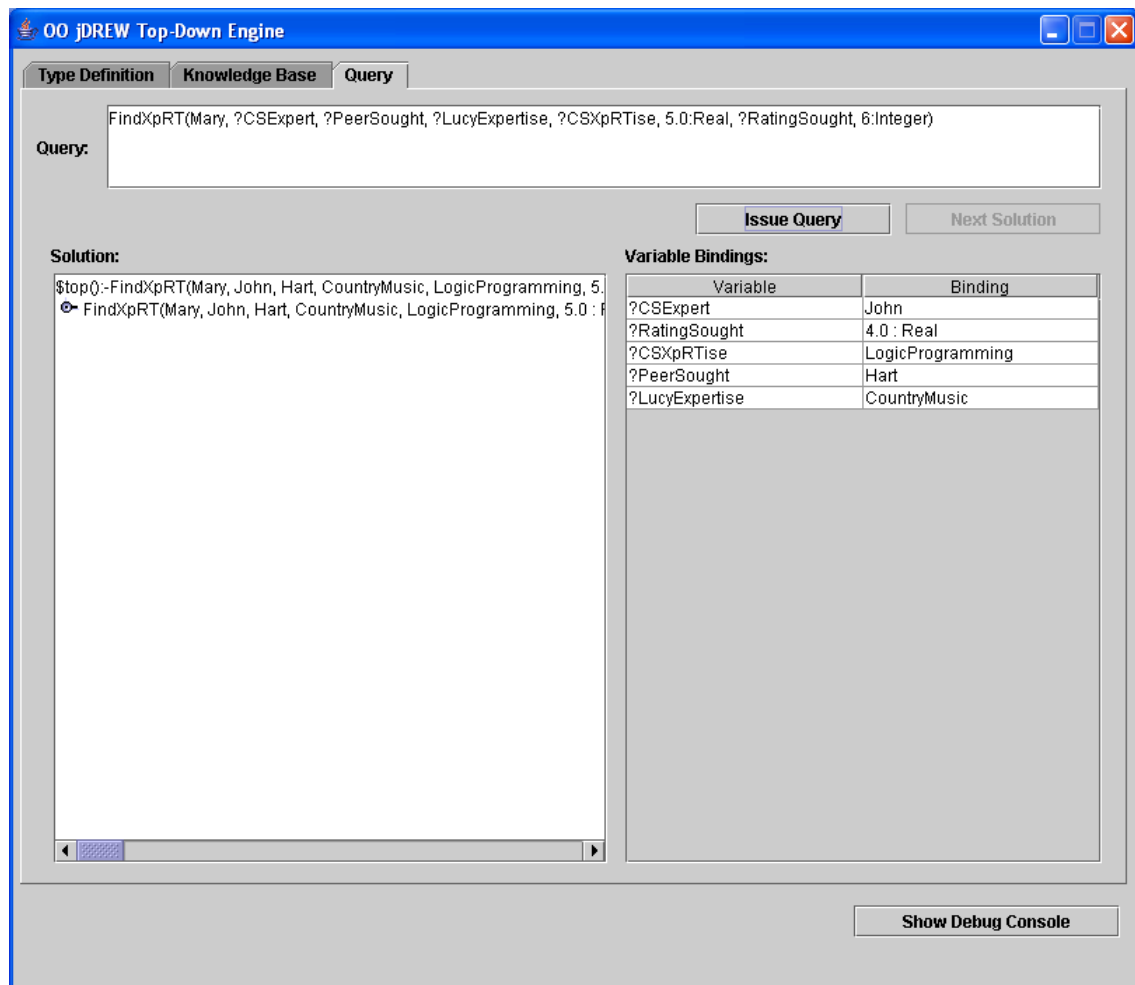 OO jDREW Top-Down Engine
Type Definition Knowledge Base Query
FindXpRT(Mary, ?CSExpert, ?PeerSought, ?LucyExpertise, ?CSXpRTise, 5.0:Real, ?RatingSought, 6:Integer)
Query:
Issue Query Next Solution
Solution: Variable Bindings:
$top():-FindXpRT(Mary, John, Hart, CountryMusic, LogicProgramming, 5.
FindXpRT(Mary, John, Hart, CountryMusic, LogicProgramming, 5.0 :
Variable Binding
?CSExpert John
?RatingSought 4.0 : Real
?CSXpRTise LogicProgramming
?PeerSought Hart
?LucyExpertise CountryMusic
Show Debug Console